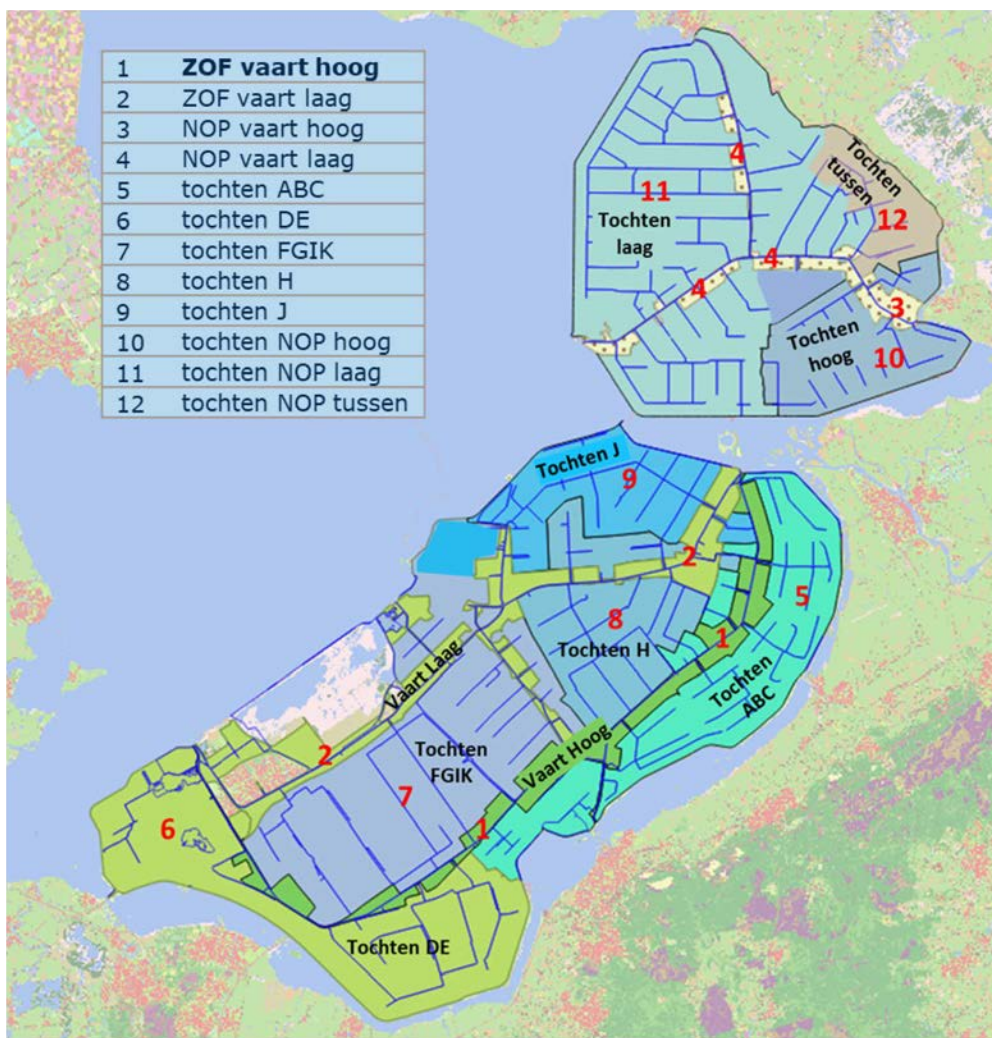 1 ZOF vaart hoog
2 ZOF vaart laag
3 NOP vaart hoog
4 NOP vaart laag
5 tochten ABC
6 tochten DE
7 tochten FGIK
8 tochten H
9 tochten J
10 tochten NOP hoog
11 tochten NOP laag
12 tochten NOP tussen
4
Tochten
tussen
11
12
Tochten
laag
4
4
3
Tochten
hoog
10
Tochten J
9
2
5
8
1
Tochten H
Vaart Laag
Tochten
ABC
2
Tochten
FGIK
Vaart Hoog
7
6
1
Tochten DE